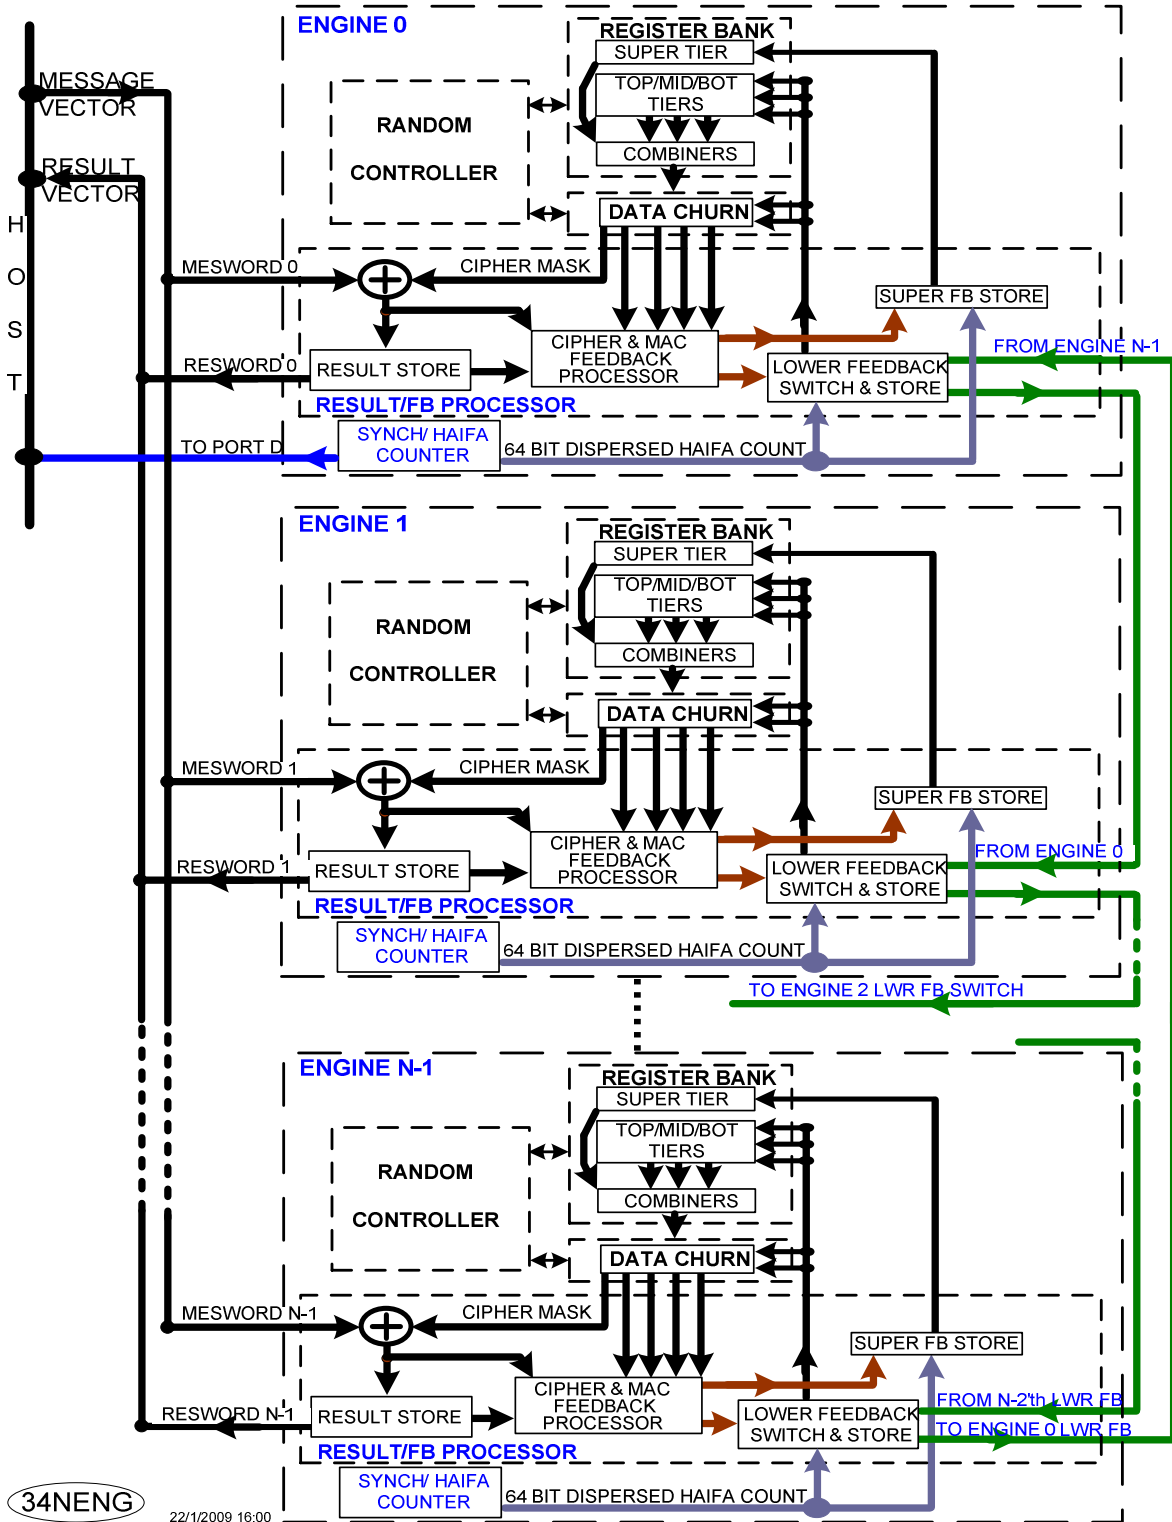 ENGINE 0
REGISTER BANK
SUPER TIER
MESSAGE
VECTOR
TOP/MID/BOT
TIERS
RANDOM
CONTROLLER
COMBINERS
RESULT
VECTOR
DATA CHURN
H
O
S
T
MESWORD 0
CIPHER MASK
SUPER FB STORE
CIPHER & MAC
FEEDBACK
PROCESSOR
FROM ENGINE N-1
RESWORD 0
RESULT STORE
LOWER FEEDBACK
SWITCH & STORE
RESULT/FB PROCESSOR
TO PORT D
SYNCH/ HAIFA
COUNTER
64 BIT DISPERSED HAIFA COUNT
ENGINE 1
REGISTER BANK
SUPER TIER
TOP/MID/BOT
TIERS
RANDOM
CONTROLLER
COMBINERS
DATA CHURN
MESWORD 1
CIPHER MASK
SUPER FB STORE
CIPHER & MAC
FEEDBACK
PROCESSOR
FROM ENGINE 0
RESWORD 1
RESULT STORE
LOWER FEEDBACK
SWITCH & STORE
RESULT/FB PROCESSOR
SYNCH/ HAIFA
COUNTER
64 BIT DISPERSED HAIFA COUNT
TO ENGINE 2 LWR FB SWITCH
ENGINE N-1
REGISTER BANK
SUPER TIER
TOP/MID/BOT
TIERS
RANDOM
CONTROLLER
COMBINERS
DATA CHURN
MESWORD N-1
CIPHER MASK
SUPER FB STORE
CIPHER & MAC
FEEDBACK
PROCESSOR
FROM N-2'th LWR FB
RESWORD N-1
RESULT STORE
LOWER FEEDBACK
SWITCH & STORE
TO ENGINE 0 LWR FB
RESULT/FB PROCESSOR
SYNCH/ HAIFA
COUNTER
64 BIT DISPERSED HAIFA COUNT
34NENG
22/1/2009 16:00